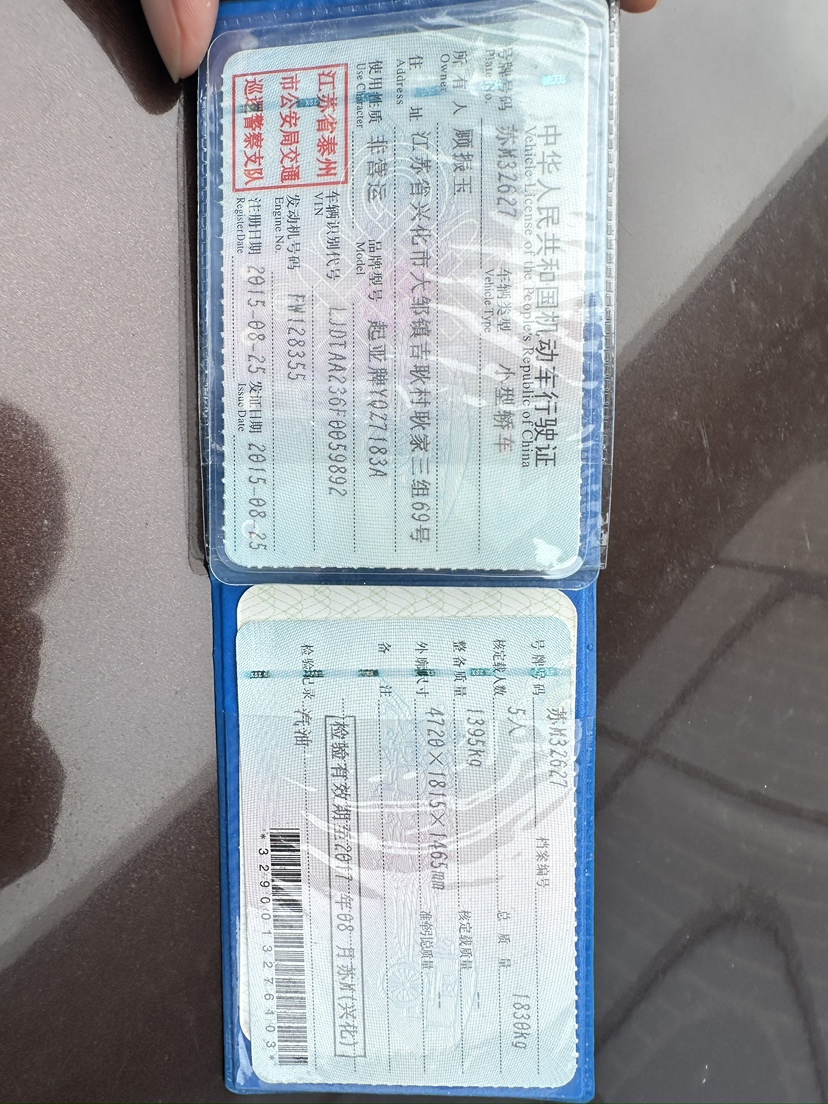 中华人民共和国机动车行驶证
Vehicle License of the People's Republic of China
号牌号码 苏M32627 车辆类型 小型轿车
Plate No. Vehicle Type
所有人 顾振玉
Owner
住址 江苏省兴化市大邹镇吉耿村耿家三组69号
Address
使用性质 非营运 品牌型号 起亚牌YQZ7183A
Use Character Model
江苏省泰州
市公安局交通
巡逻警察支队
车辆识别代号 LJDTAA236F0059892
VIN
发动机号码 FW128355
Engine No.
注册日期 2015-08-25 发证日期 2015-08-25
Register Date Issue Date
号牌号码 苏M32627 档案编号
核定载人数 5人 总质量 1830kg
整备质量 1395kg 核定载质量 --
外廓尺寸 4720×1815×1465mm 准牵引总质量 --
备注
检验有效期至2017年08月苏M(兴化)
检验记录 汽油
*3290013276403*